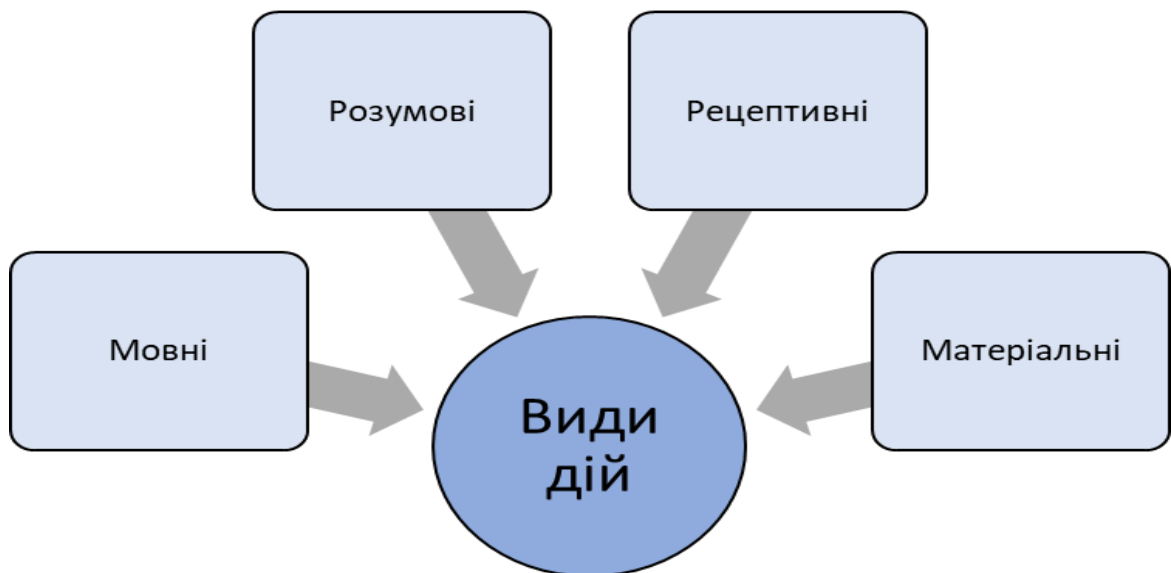 Розумові
Рецептивні
Мовні
Матеріальні
Види
дій